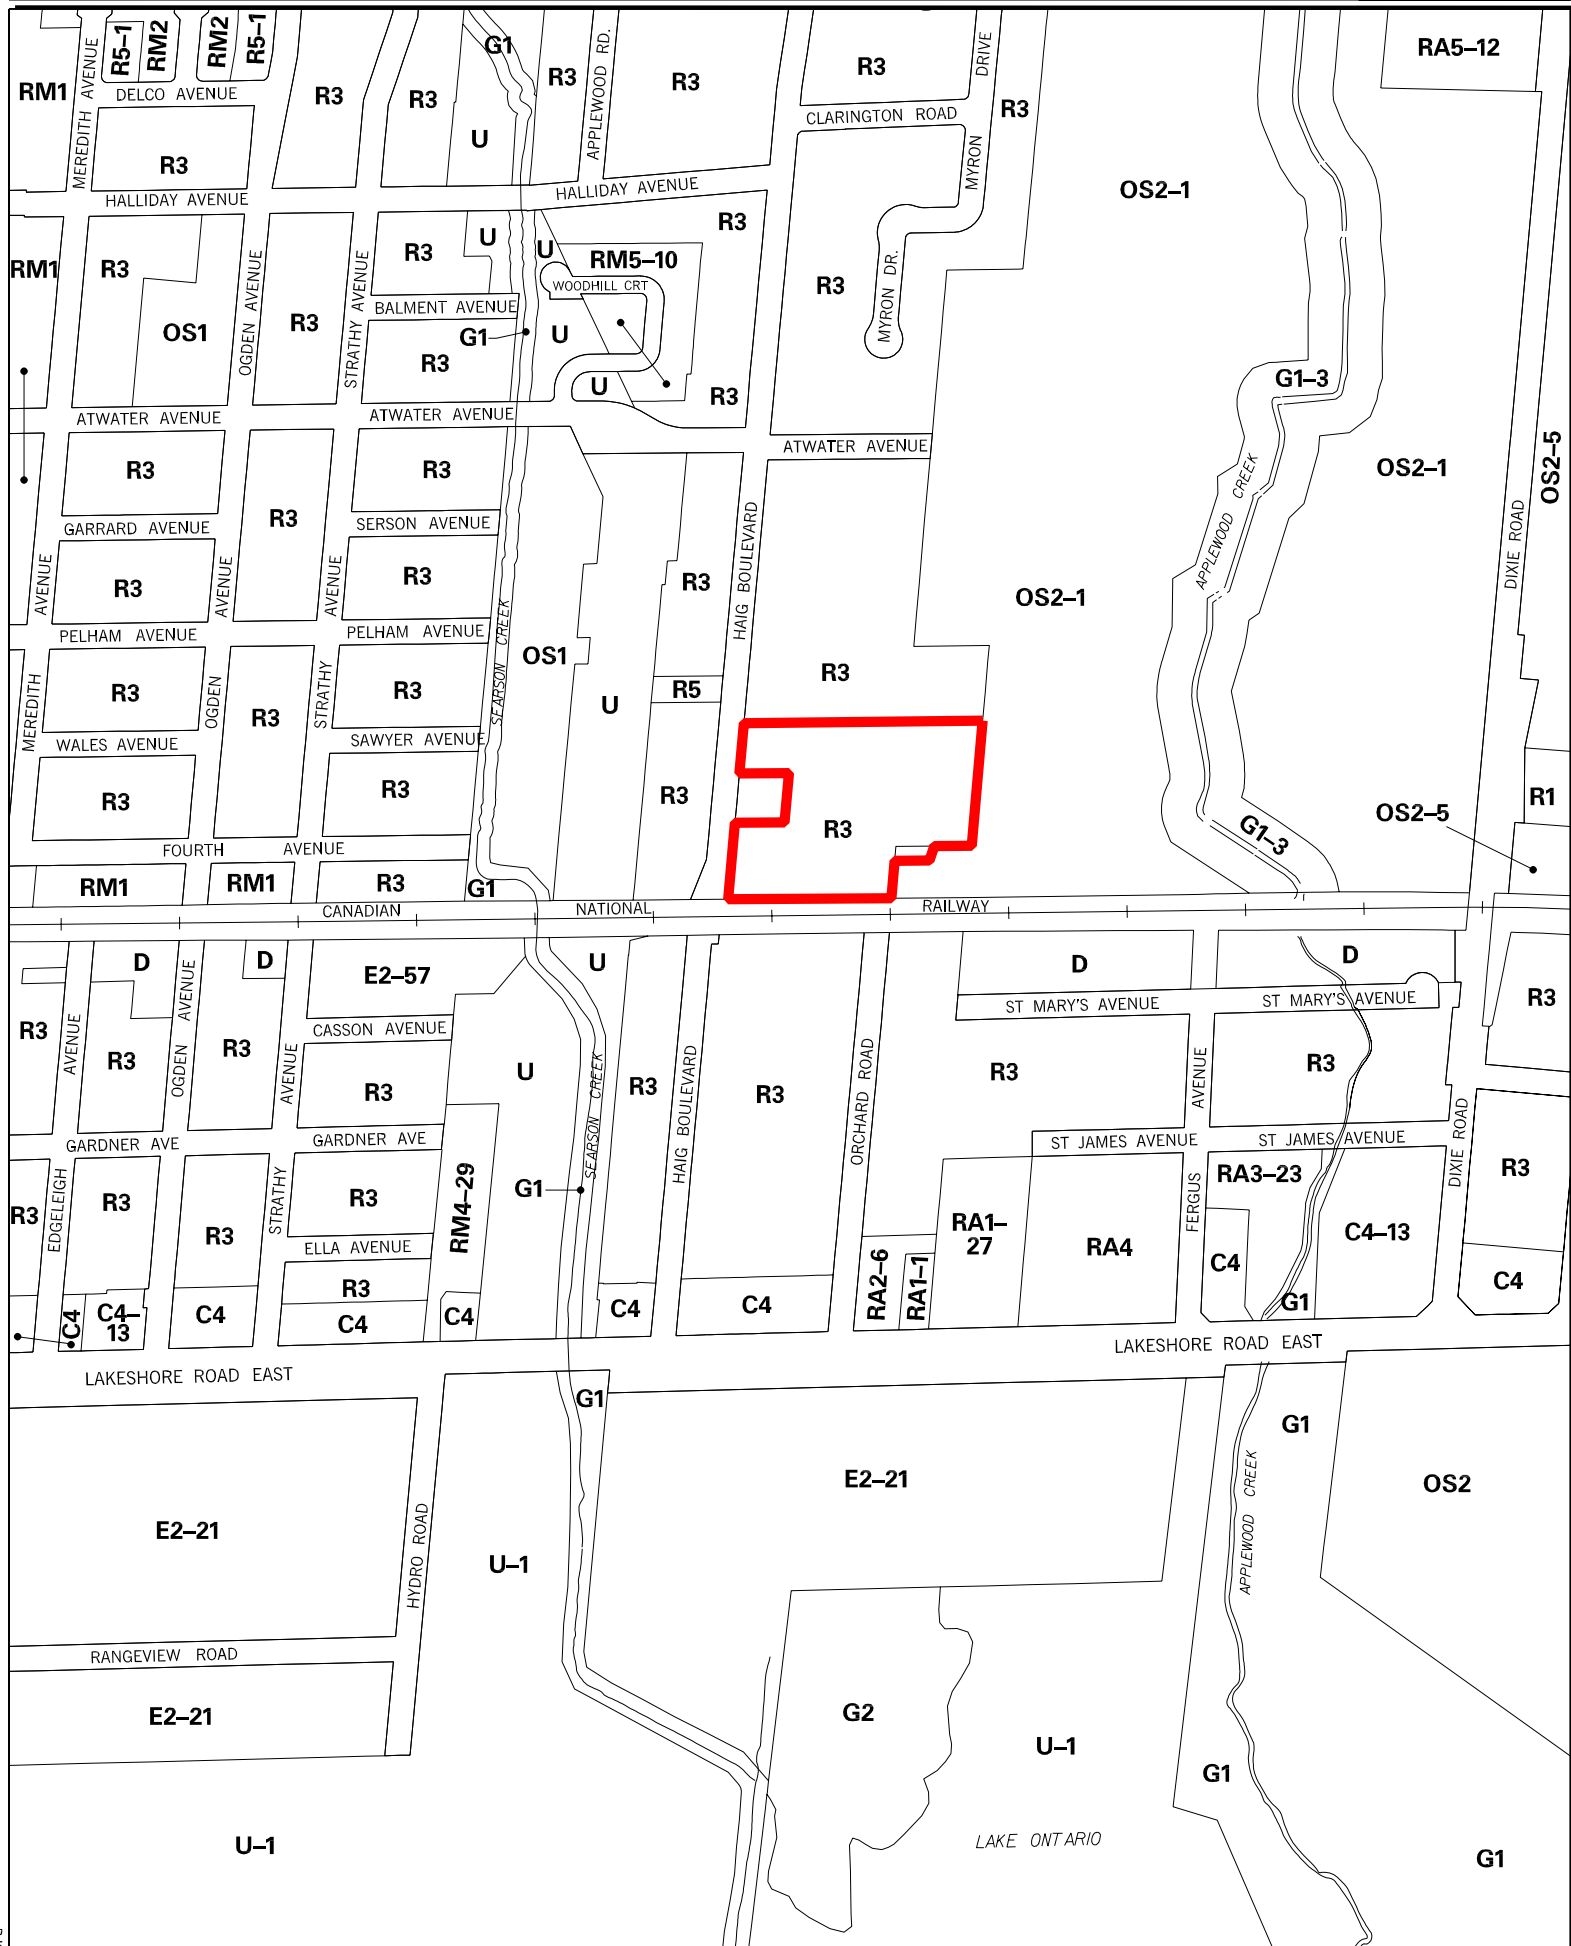 MEREDITH AVENUE
R5–1
RM2
RM2
R5–1
G1
APPLEWOOD RD.
R3
DRIVE
RA5–12
RM1
DELCO AVENUE
R3
R3
R3
R3
R3
CLARINGTON ROAD
U
MYRON
R3
HALLIDAY AVENUE
HALLIDAY AVENUE
OS2–1
RM1
R3
OS1
OGDEN AVENUE
R3
STRATHY AVENUE
R3
U
U
RM5–10
R3
WOODHILL CRT
BALMENT AVENUE
G1
U
R3
U
R3
R3
MYRON DR.
G1–3
ATWATER AVENUE
ATWATER AVENUE
ATWATER AVENUE
R3
R3
R3
APPLEWOOD CREEK
OS2–1
OS2–5
GARRARD AVENUE
SERSON AVENUE
HAIG BOULEVARD
DIXIE ROAD
AVENUE
R3
AVENUE
AVENUE
R3
SEARSON CREEK
R3
OS2–1
PELHAM AVENUE
PELHAM AVENUE
OS1
MEREDITH
R3
OGDEN
R3
STRATHY
R3
U
R5
R3
WALES AVENUE
SAWYER AVENUE
R3
R3
R3
R3
OS2–5
R1
G1–3
FOURTH AVENUE
RM1
RM1
R3
G1
CANADIAN NATIONAL RAILWAY
D
OGDEN AVENUE
D
E2–57
U
D
D
R3
AVENUE
R3
R3
AVENUE
CASSON AVENUE
ST MARY'S AVENUE
ST MARY'S AVENUE
R3
U
SEARSON CREEK
R3
HAIG BOULEVARD
R3
ORCHARD ROAD
R3
AVENUE
R3
R3
GARDNER AVE
GARDNER AVE
ST JAMES AVENUE
ST JAMES AVENUE
DIXIE ROAD
R3
EDGELEIGH
R3
R3
STRATHY
R3
RM4–29
G1
FERGUS
RA3–23
R3
ELLA AVENUE
RA1–
27
RA4
C4–13
R3
RA2–6
RA1–1
C4
C4
C4
C4–
13
C4
C4
C4
C4
C4
G1
LAKESHORE ROAD EAST
LAKESHORE ROAD EAST
G1
G1
E2–21
HYDRO ROAD
U–1
E2–21
APPLEWOOD CREEK
OS2
RANGEVIEW ROAD
E2–21
G2
U–1
G1
U–1
LAKE ONTARIO
G1